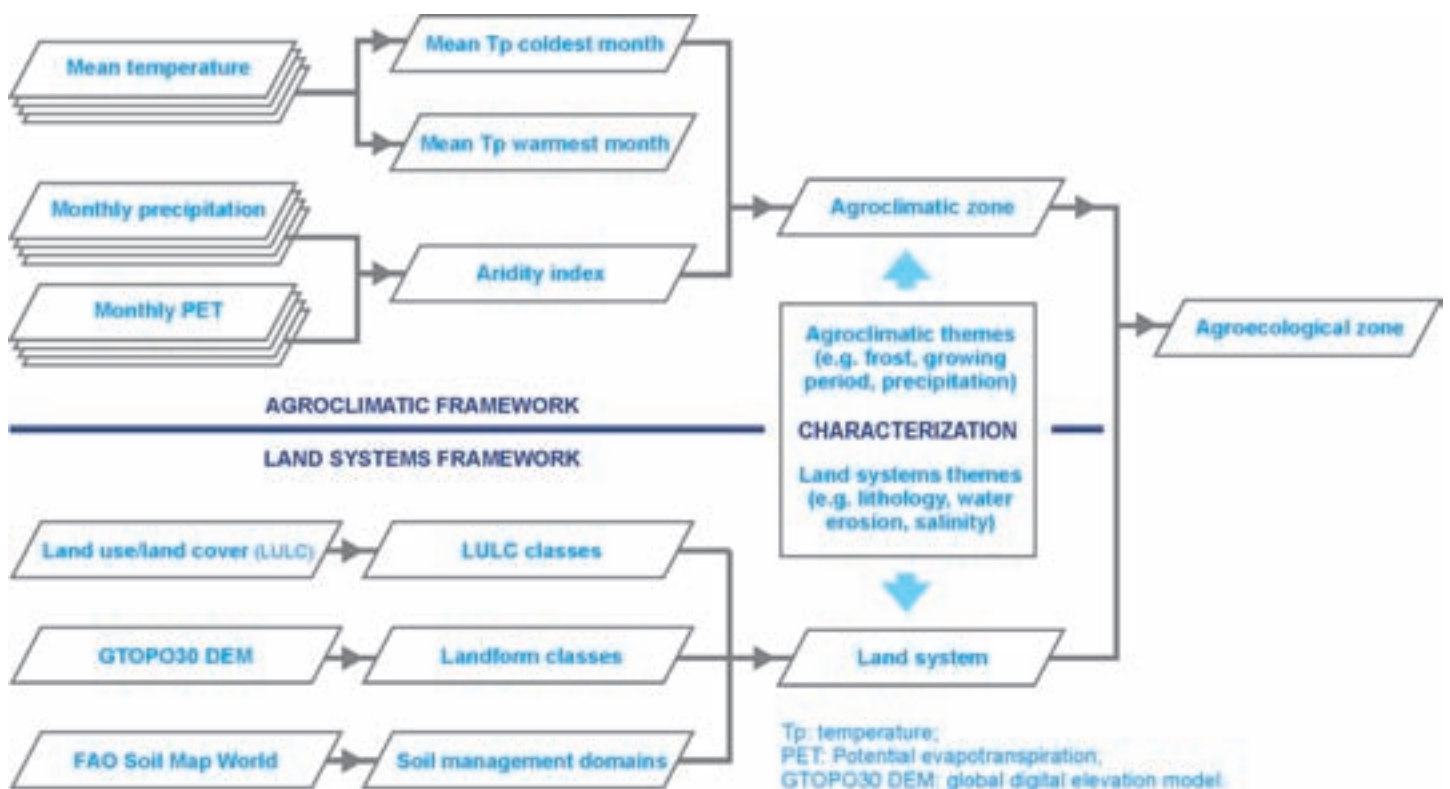 Mean temperature
Mean Tp coldest month
Mean Tp warmest month
Monthly precipitation
Agroclimatic zone
Aridity index
Monthly PET
Agroclimatic themes
(e.g. frost, growing
period, precipitation)
Agroecological zone
AGROCLIMATIC FRAMEWORK
CHARACTERIZATION
LAND SYSTEMS FRAMEWORK
Land systems themes
(e.g. lithology, water
erosion, salinity)
Land use/land cover (LULC)
LULC classes
GTOPO30 DEM
Landform classes
Land system
FAO Soil Map World
Soil management domains
Tp: temperature;
PET: Potential evapotranspiration;
GTOPO30 DEM: global digital elevation model.